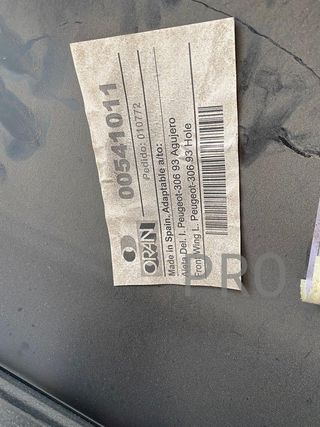 00541011
Pedido: 010772
ORAN
Made in Spain. Adaptable a/to:
Aleta Del. I. Peugeot-306 93 Agujero
Front Wing L. Peugeot-306 93 Hole
PRO